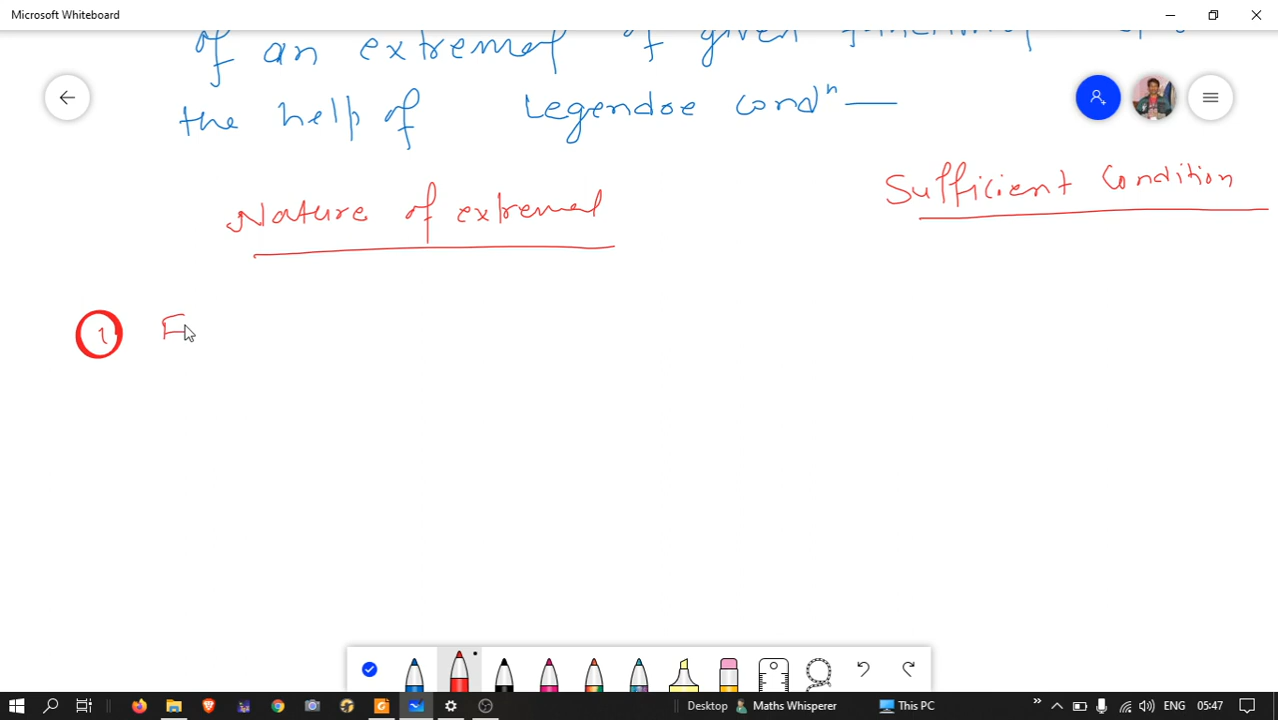 Microsoft Whiteboard
of an extremal of given functional
the help of Legendre condⁿ —
Nature of extremal
Sufficient Condition
1 E
Desktop
Maths Whisperer
This PC
ENG
05:47